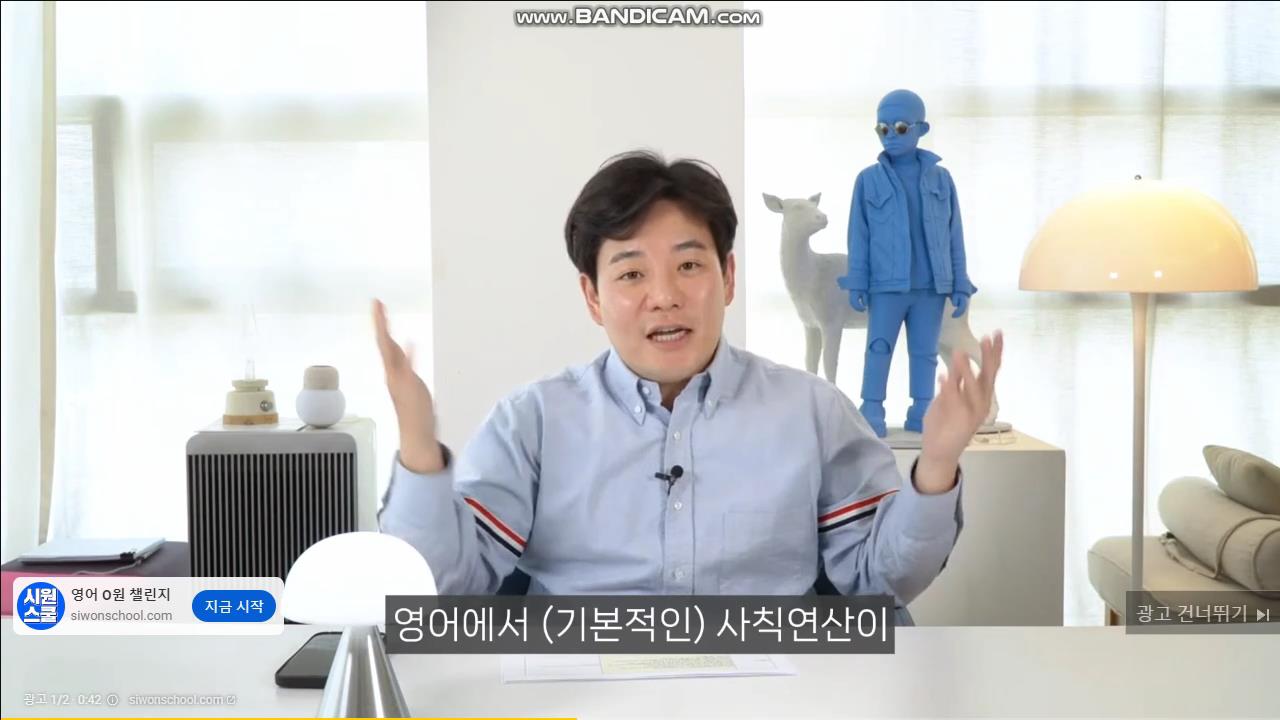 www.BANDICAM.com
시원
스쿨
영어 0원 챌린지
siwonschool.com
지금 시작
영어에서 (기본적인) 사칙연산이
광고 건너뛰기
광고 1/2 · 0:42
siwonschool.com